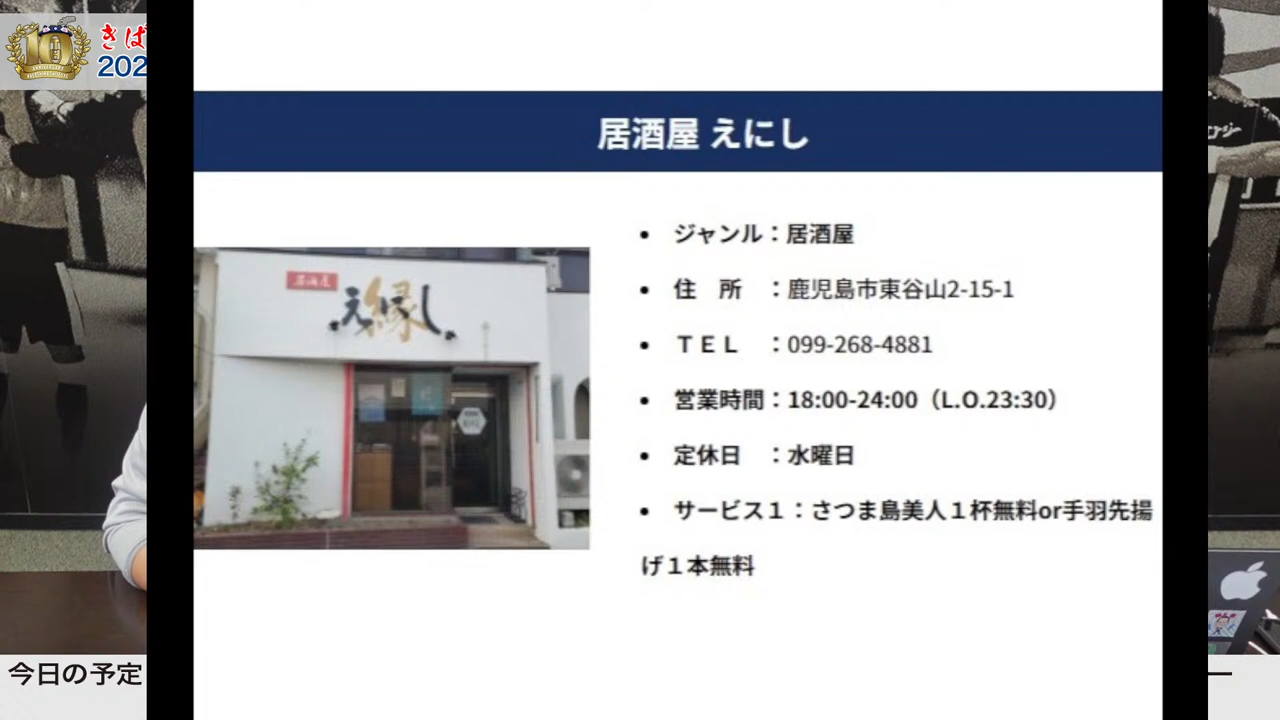 きば
202
10
ANNIVERSARY
居酒屋 えにし
居酒屋
え縁し
• ジャンル：居酒屋
• 住　所　：鹿児島市東谷山2-15-1
• ＴＥＬ　：099-268-4881
• 営業時間：18:00-24:00（L.O.23:30）
• 定休日　：水曜日
• サービス１：さつま島美人１杯無料or手羽先揚
げ１本無料
今日の予定
ー